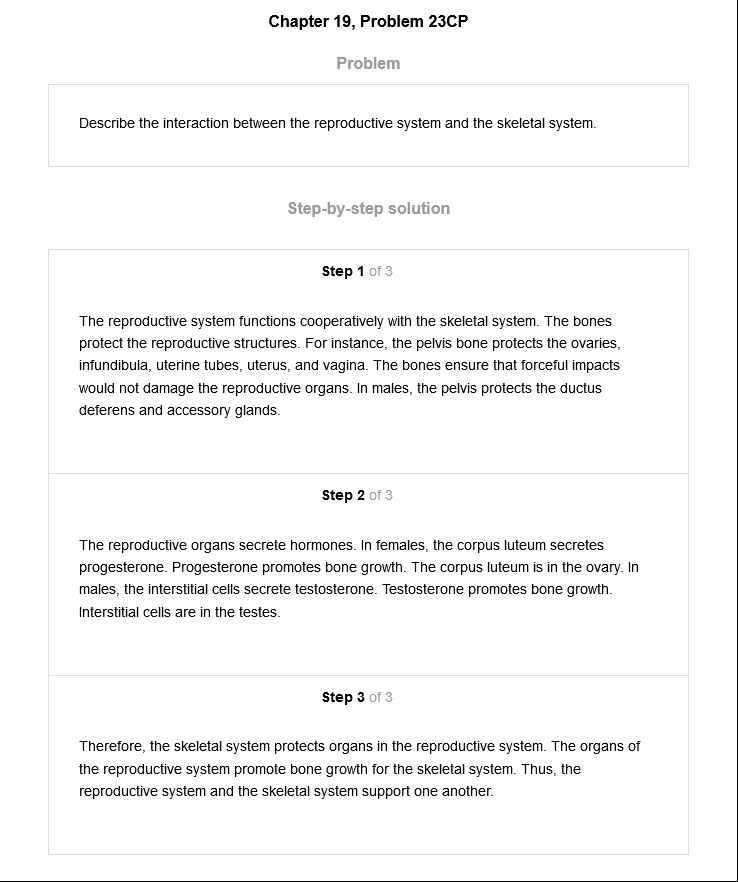 Chapter 19, Problem 23CP
Problem
Describe the interaction between the reproductive system and the skeletal system.
Step-by-step solution
Step 1 of 3
The reproductive system functions cooperatively with the skeletal system. The bones
protect the reproductive structures. For instance, the pelvis bone protects the ovaries,
infundibula, uterine tubes, uterus, and vagina. The bones ensure that forceful impacts
would not damage the reproductive organs. In males, the pelvis protects the ductus
deferens and accessory glands.
Step 2 of 3
The reproductive organs secrete hormones. In females, the corpus luteum secretes
progesterone. Progesterone promotes bone growth. The corpus luteum is in the ovary. In
males, the interstitial cells secrete testosterone. Testosterone promotes bone growth.
Interstitial cells are in the testes.
Step 3 of 3
Therefore, the skeletal system protects organs in the reproductive system. The organs of
the reproductive system promote bone growth for the skeletal system. Thus, the
reproductive system and the skeletal system support one another.